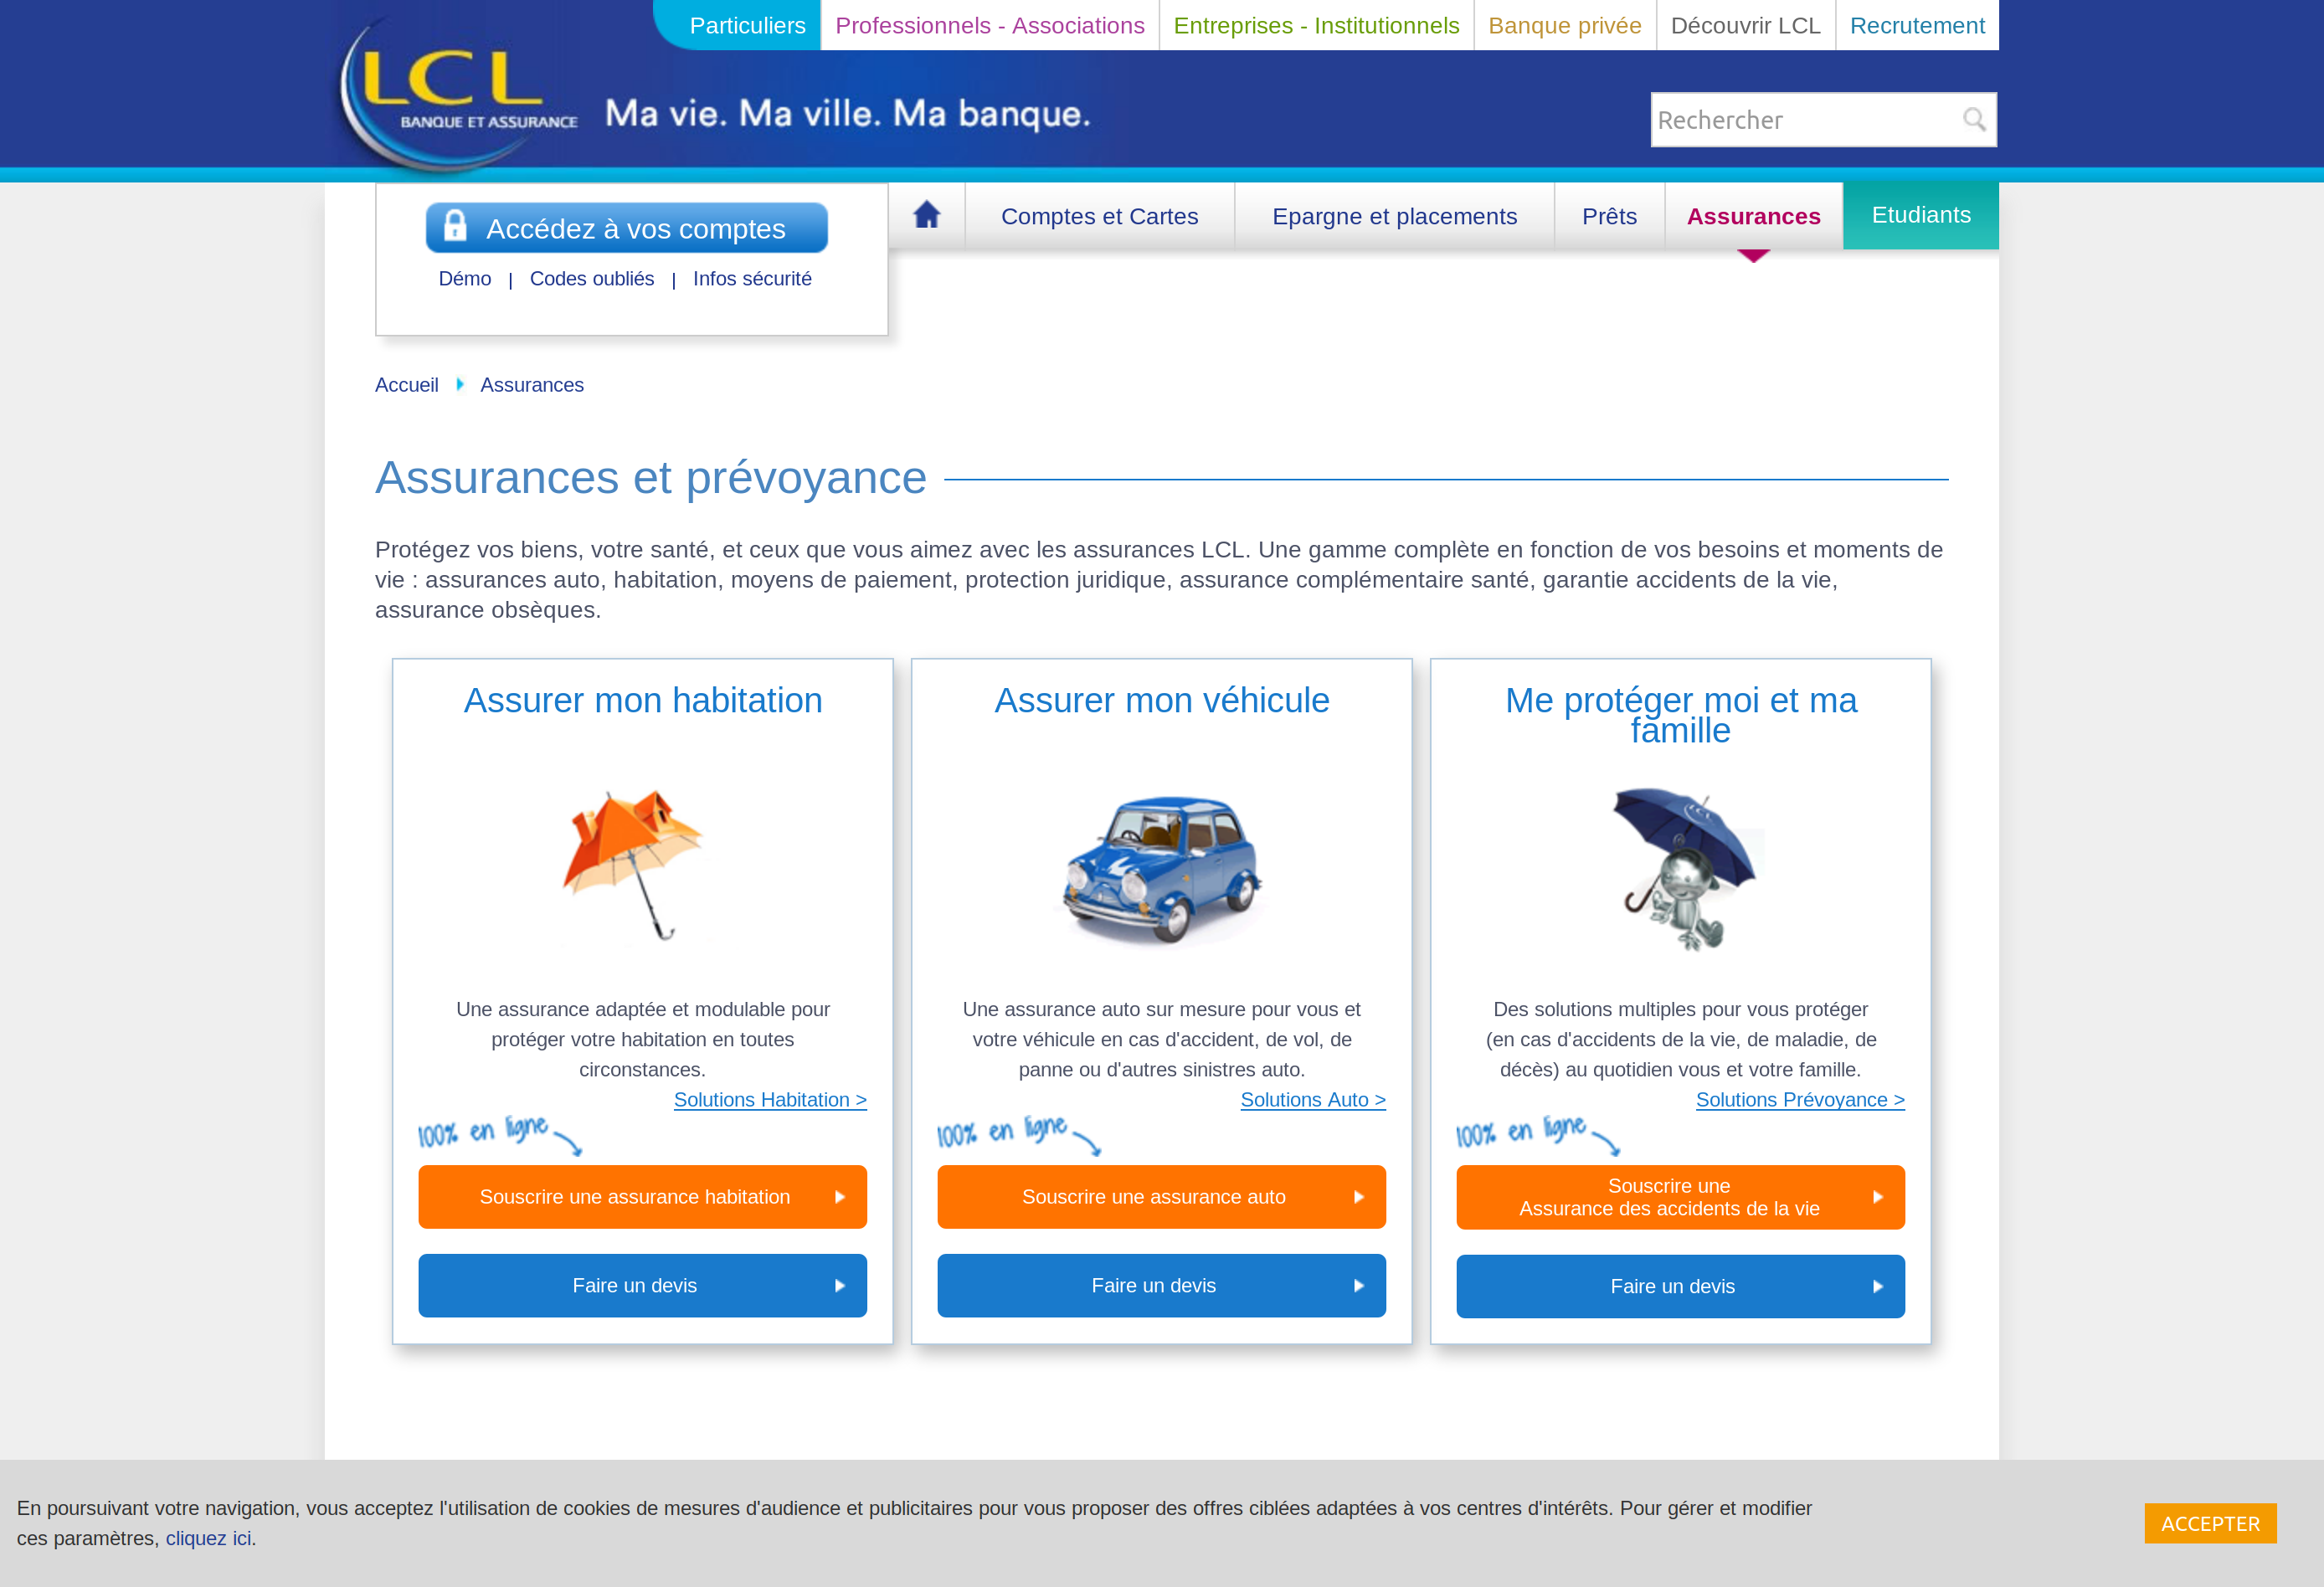 Particuliers
Professionnels - Associations
Entreprises - Institutionnels
Banque privée
Découvrir LCL
Recrutement
LCL
BANQUE ET ASSURANCE
Ma vie. Ma ville. Ma banque.
Rechercher
Accédez à vos comptes
Démo | Codes oubliés | Infos sécurité
Comptes et Cartes
Epargne et placements
Prêts
Assurances
Etudiants
Accueil Assurances
Assurances et prévoyance
Protégez vos biens, votre santé, et ceux que vous aimez avec les assurances LCL. Une gamme complète en fonction de vos besoins et moments de
vie : assurances auto, habitation, moyens de paiement, protection juridique, assurance complémentaire santé, garantie accidents de la vie,
assurance obsèques.
Assurer mon habitation
Une assurance adaptée et modulable pour
protéger votre habitation en toutes
circonstances.
Solutions Habitation >
100% en ligne
Souscrire une assurance habitation
Faire un devis
Assurer mon véhicule
Une assurance auto sur mesure pour vous et
votre véhicule en cas d'accident, de vol, de
panne ou d'autres sinistres auto.
Solutions Auto >
100% en ligne
Souscrire une assurance auto
Faire un devis
Me protéger moi et ma
famille
LCL
Des solutions multiples pour vous protéger
(en cas d'accidents de la vie, de maladie, de
décès) au quotidien vous et votre famille.
Solutions Prévoyance >
100% en ligne
Souscrire une
Assurance des accidents de la vie
Faire un devis
En poursuivant votre navigation, vous acceptez l'utilisation de cookies de mesures d'audience et publicitaires pour vous proposer des offres ciblées adaptées à vos centres d'intérêts. Pour gérer et modifier
ces paramètres, cliquez ici.
ACCEPTER